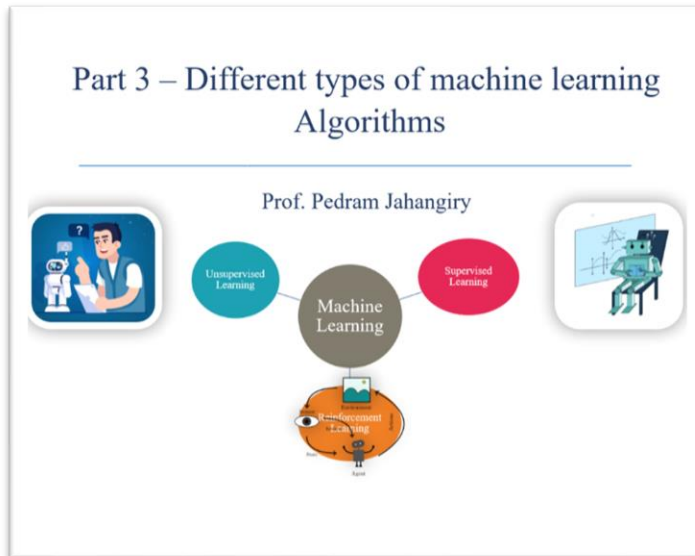 Part 3 – Different types of machine learning
Algorithms
Prof. Pedram Jahangiry
?
Unsupervised
Learning
Supervised
Learning
Machine
Learning
Environment
Reinforcement
Learning
Agent